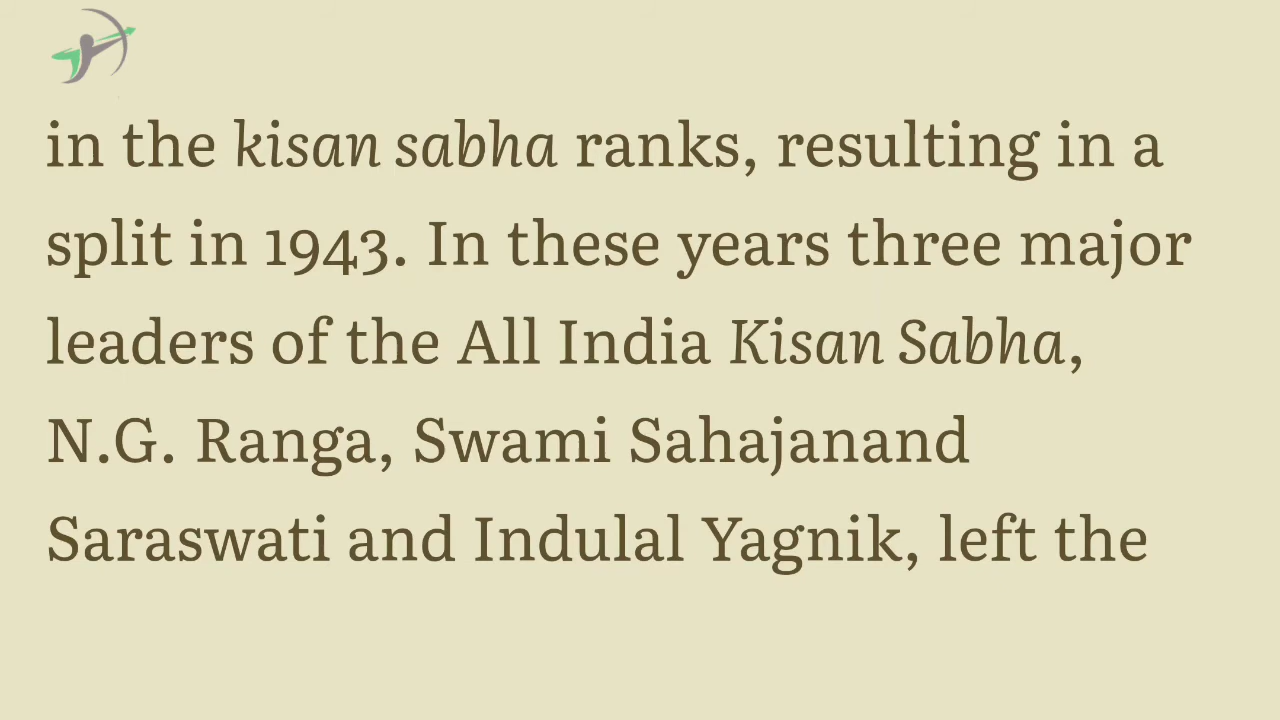 in the kisan sabha ranks, resulting in a
split in 1943. In these years three major
leaders of the All India Kisan Sabha,
N.G. Ranga, Swami Sahajanand
Saraswati and Indulal Yagnik, left the